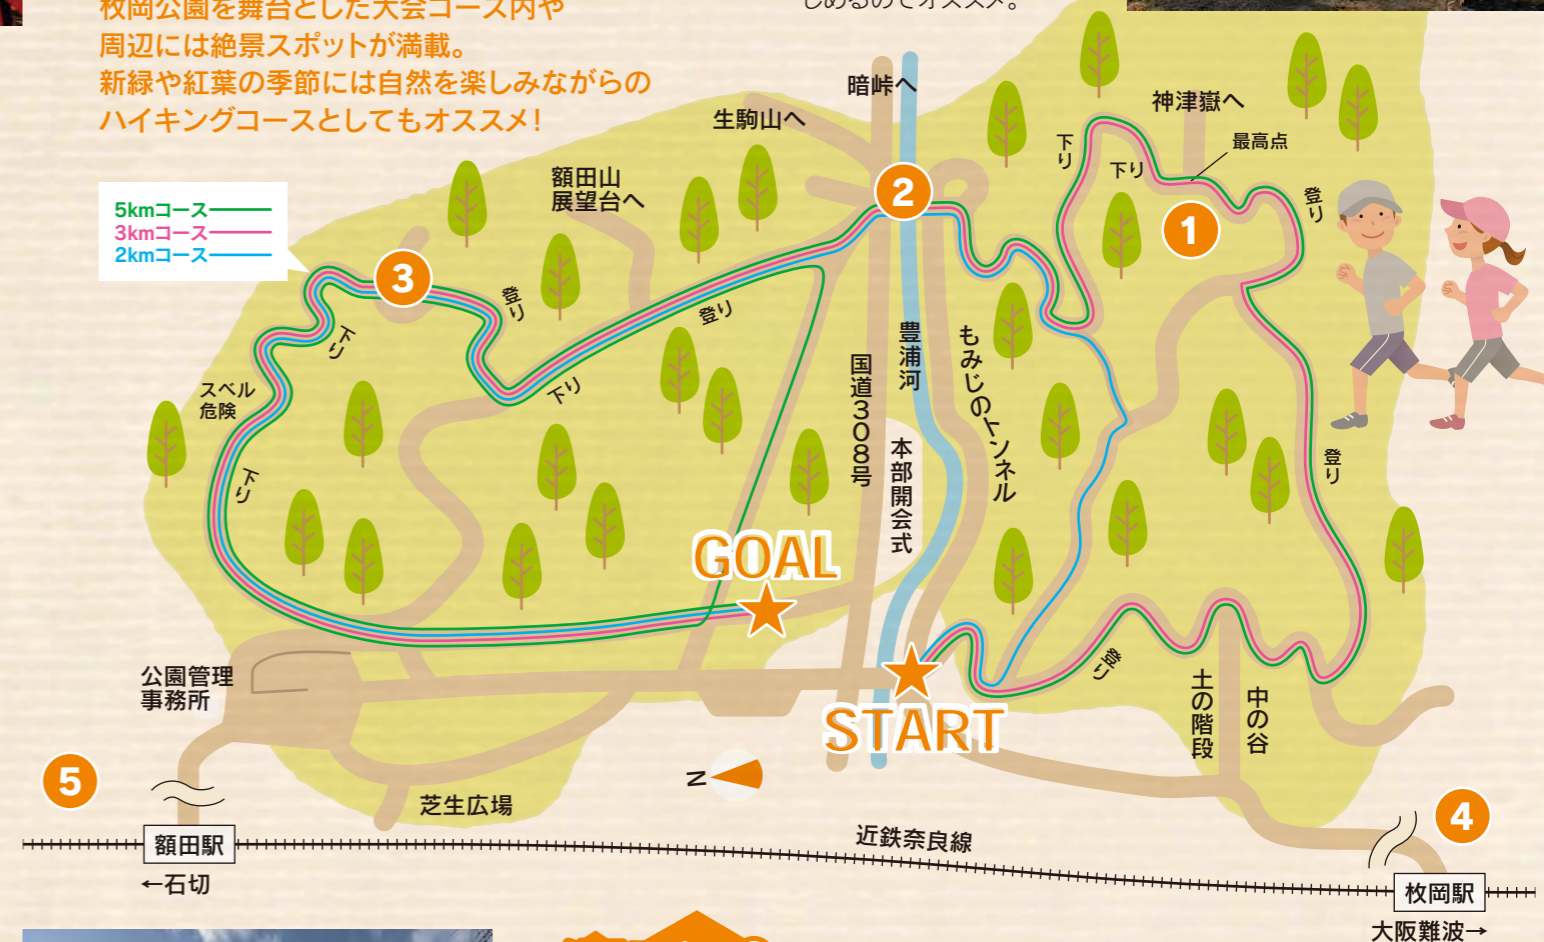 枚岡公園を舞台とした大会コース内や
周辺には絶景スポットが満載。
新緑や紅葉の季節には自然を楽しみながらの
ハイキングコースとしてもオススメ!
しめるのでオススメ。
暗峠へ
生駒山へ
神津嶽へ
最高点
額田山
展望台へ
5kmコース
3kmコース
2kmコース
下り
下り
登り
1
2
3
登り
登り
下り
下り
スベル
危険
下り
登り
国道308号
豊浦河
もみじのトンネル
本部開会式
GOAL
START
登り
土の階段
中の谷
公園管理
事務所
N
芝生広場
5
4
額田駅
←石切
近鉄奈良線
枚岡駅
大阪難波→